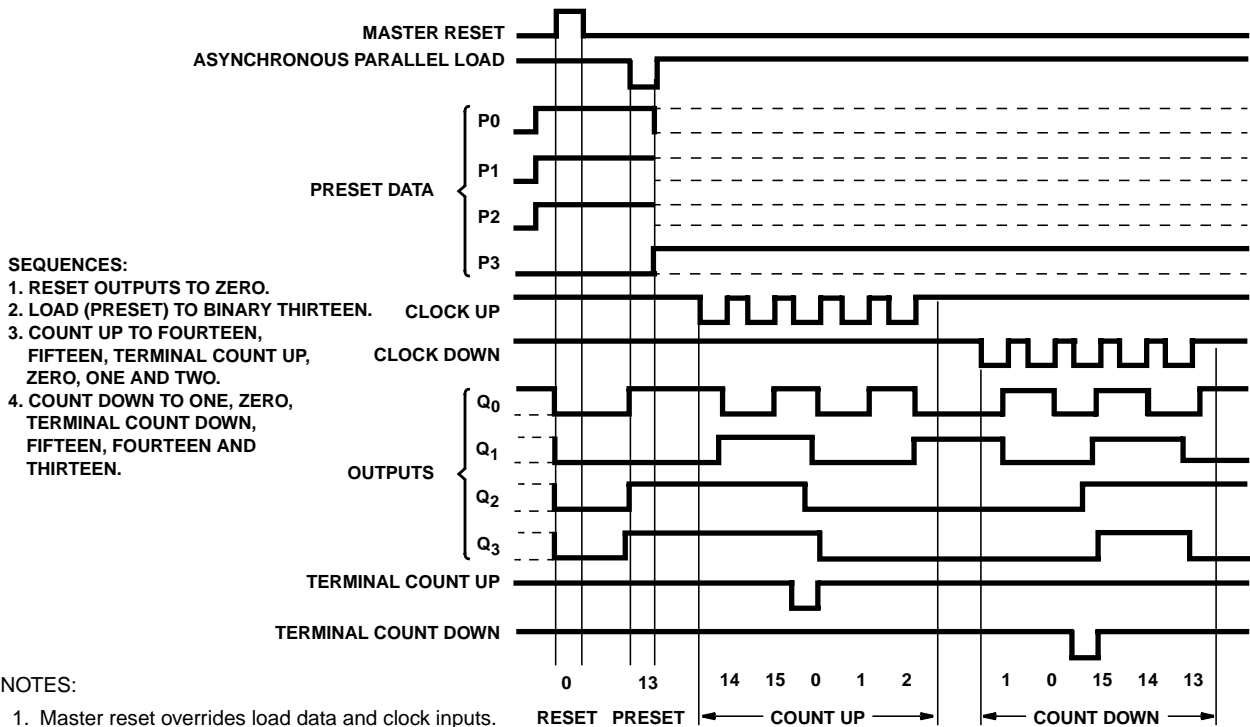 MASTER RESET
ASYNCHRONOUS PARALLEL LOAD
P0
P1
PRESET DATA
P2
P3
SEQUENCES:
1. RESET OUTPUTS TO ZERO.
2. LOAD (PRESET) TO BINARY THIRTEEN.
3. COUNT UP TO FOURTEEN,
FIFTEEN, TERMINAL COUNT UP,
ZERO, ONE AND TWO.
4. COUNT DOWN TO ONE, ZERO,
TERMINAL COUNT DOWN,
FIFTEEN, FOURTEEN AND
THIRTEEN.
CLOCK UP
CLOCK DOWN
Q0
Q1
OUTPUTS
Q2
Q3
TERMINAL COUNT UP
TERMINAL COUNT DOWN
0 13 14 15 0 1 2 1 0 15 14 13
RESET PRESET COUNT UP COUNT DOWN
NOTES:
1. Master reset overrides load data and clock inputs.